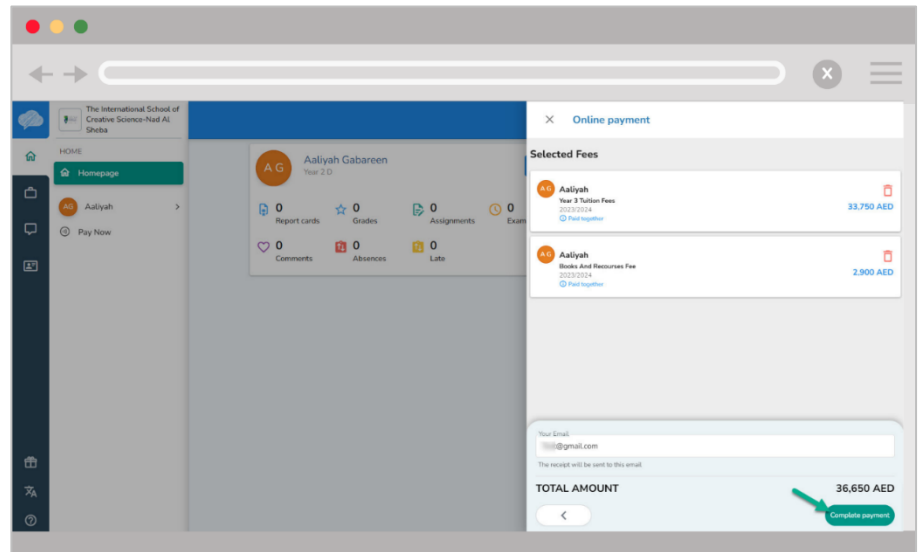 X
The International School of
Creative Science-Nad Al
Sheba
HOME
Homepage
AG Aaliyah
Pay Now
AG
Aaliyah Gabareen
Year 2 D
0 Report cards
0 Grades
0 Assignments
0 Exam
0 Comments
0 Absences
0 Late
Online payment
Selected Fees
AG Aaliyah
Year 3 Tuition Fees
2023/2024
33,750 AED
Paid together
AG Aaliyah
Books And Recourses Fee
2023/2024
2,900 AED
Paid together
Your Email
@gmail.com
The receipt will be sent to this email
TOTAL AMOUNT 36,650 AED
Complete payment